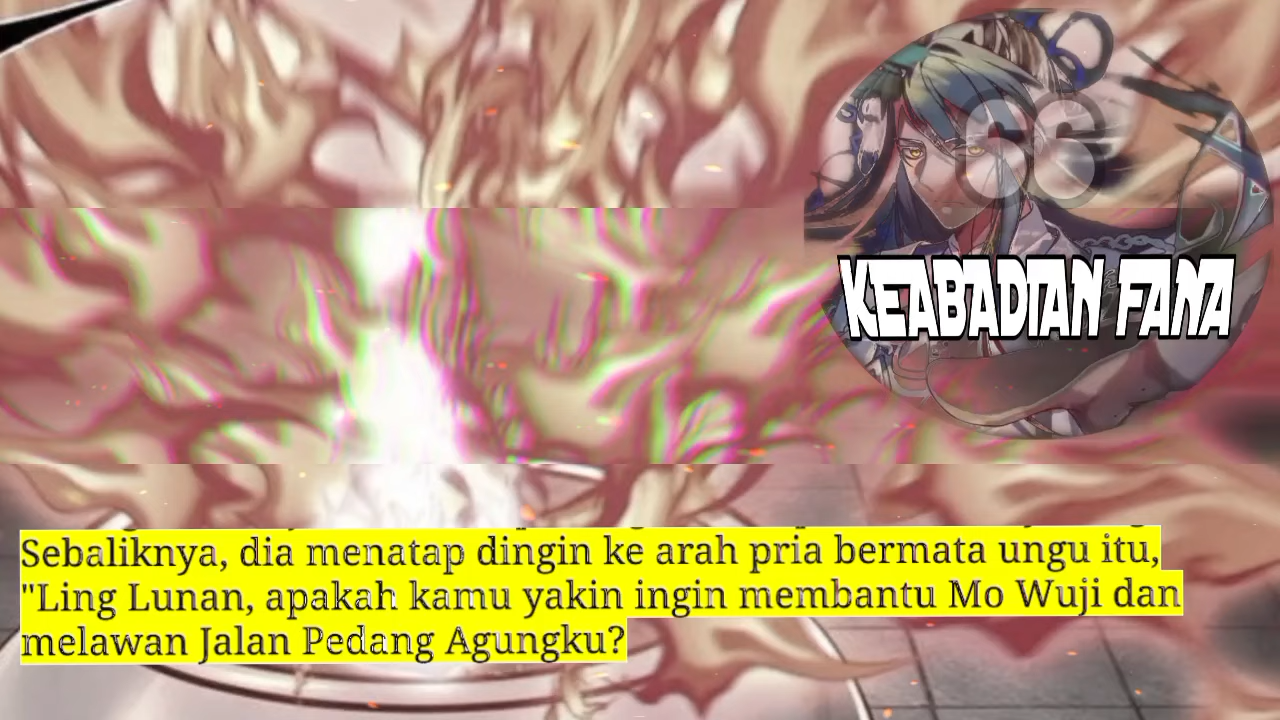 KEABADIAN FANA
Sebaliknya, dia menatap dingin ke arah pria bermata ungu itu,
"Ling Lunan, apakah kamu yakin ingin membantu Mo Wuji dan
melawan Jalan Pedang Agungku?